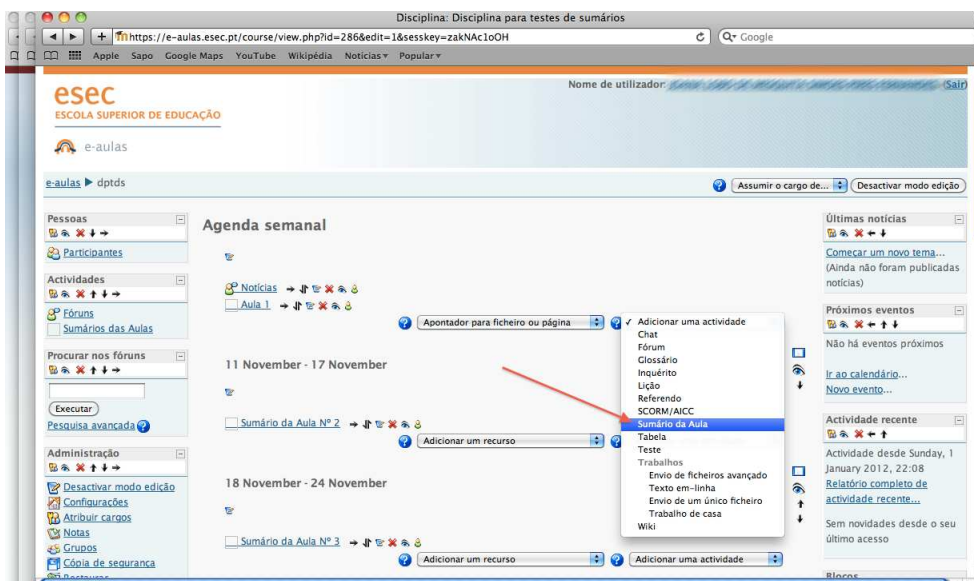 Disciplina: Disciplina para testes de sumários
https://e-aulas.esec.pt/course/view.php?id=286&edit=1&sesskey=zakNAc1oOH
Google
Apple Sapo Google Maps YouTube Wikipédia Notícias Popular
esec
ESCOLA SUPERIOR DE EDUCAÇÃO
e-aulas
Nome de utilizador:
(Sair)
e-aulas ► dptds
Assumir o cargo de...
Desactivar modo edição
Pessoas
Participantes
Actividades
Fóruns
Sumários das Aulas
Procurar nos fóruns
Executar
Pesquisa avançada
Administração
Desactivar modo edição
Configurações
Atribuir cargos
Notas
Grupos
Cópia de segurança
Restaurar
Agenda semanal
Notícias
Aula 1
Apontador para ficheiro ou página
11 November - 17 November
Sumário da Aula Nº 2
Adicionar um recurso
18 November - 24 November
Sumário da Aula Nº 3
Adicionar um recurso
Adicionar uma actividade
✓ Adicionar uma actividade
Chat
Fórum
Glossário
Inquérito
Lição
Referendo
SCORM/AICC
Sumário da Aula
Tabela
Teste
Trabalhos
Envio de ficheiros avançado
Texto em-linha
Envio de um único ficheiro
Trabalho de casa
Wiki
Últimas notícias
Começar um novo tema...
(Ainda não foram publicadas
notícias)
Próximos eventos
Não há eventos próximos
Ir ao calendário...
Novo evento...
Actividade recente
Actividade desde Sunday, 1
January 2012, 22:08
Relatório completo de
actividade recente...
Sem novidades desde o seu
último acesso
Blocos